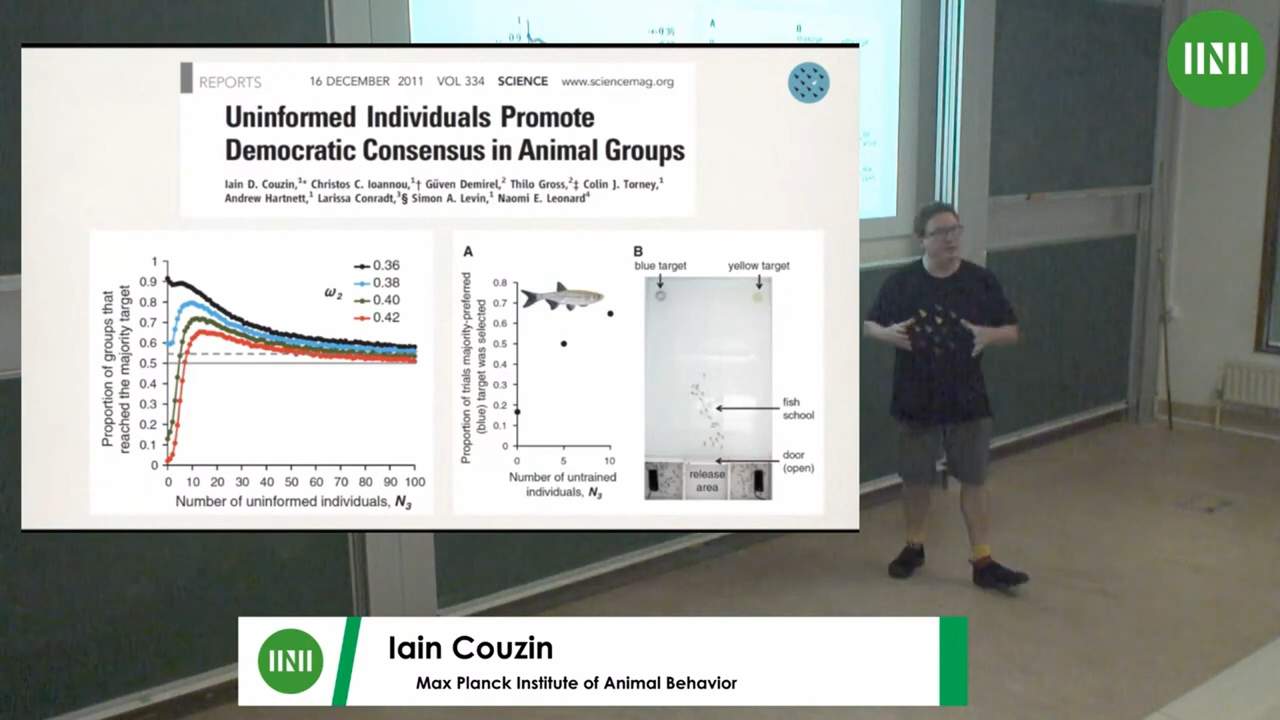 REPORTS 16 DECEMBER 2011 VOL 334 SCIENCE www.sciencemag.org
Uninformed Individuals Promote
Democratic Consensus in Animal Groups
Iain D. Couzin,¹* Christos C. Ioannou,¹† Güven Demirel,² Thilo Gross,²‡ Colin J. Torney,¹
Andrew Hartnett,¹ Larissa Conradt,³§ Simon A. Levin,¹ Naomi E. Leonard⁴
Proportion of groups that
reached the majority target
1
0.9
0.8
0.7
0.6
0.5
0.4
0.3
0.2
0.1
0
0 10 20 30 40 50 60 70 80 90 100
Number of uninformed individuals, N₃
ω₂
0.36
0.38
0.40
0.42
A
Proportion of trials majority-preferred
(blue) target was selected
0.8
0.7
0.6
0.5
0.4
0.3
0.2
0.1
0
0 5 10
Number of untrained
individuals, N₃
B
blue target yellow target
fish
school
door
(open)
release
area
1
0.9
A
IINII
IINII
Iain Couzin
Max Planck Institute of Animal Behavior